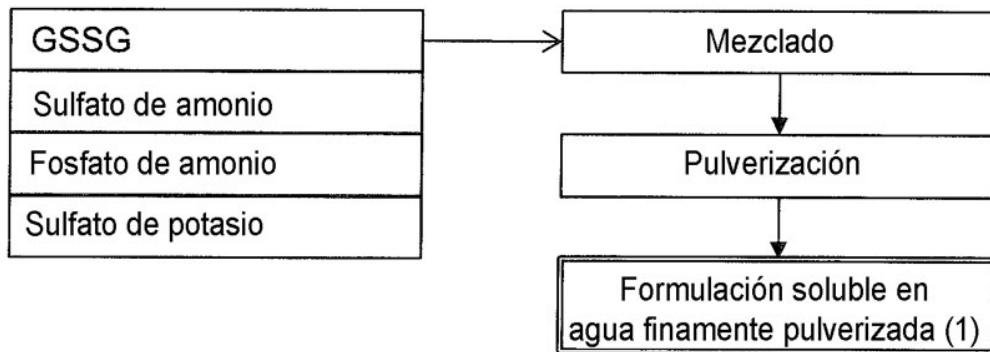 GSSG
Sulfato de amonio
Fosfato de amonio
Sulfato de potasio
Mezclado
Pulverización
Formulación soluble en
agua finamente pulverizada (1)